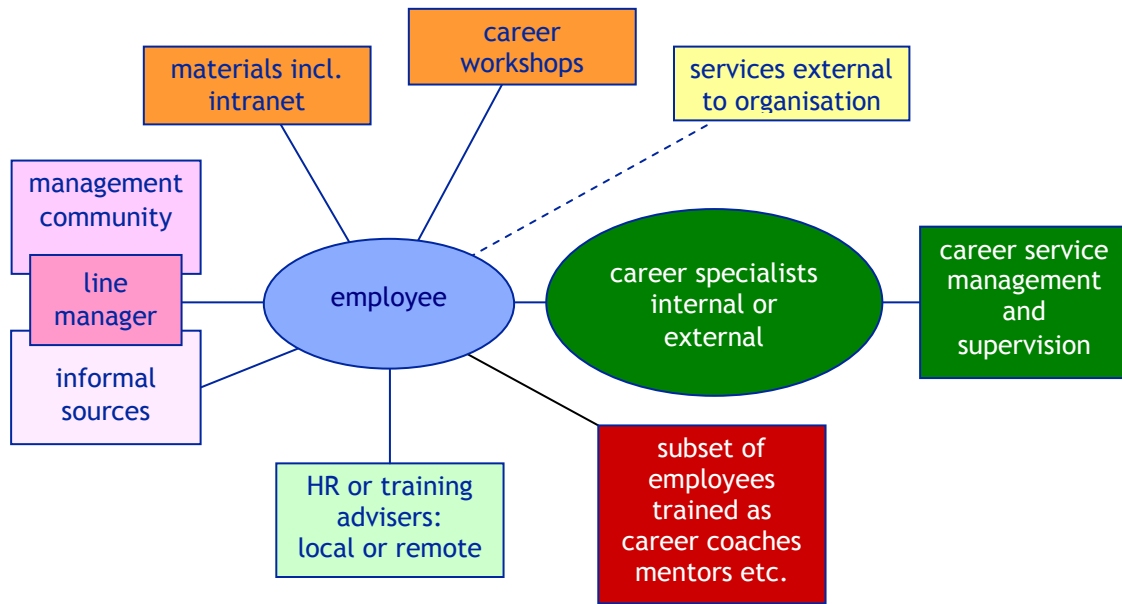 career
workshops
materials incl.
intranet
services external
to organisation
management
community
line
manager
informal
sources
employee
career specialists
internal or
external
career service
management
and
supervision
HR or training
advisers:
local or remote
subset of
employees
trained as
career coaches
mentors etc.